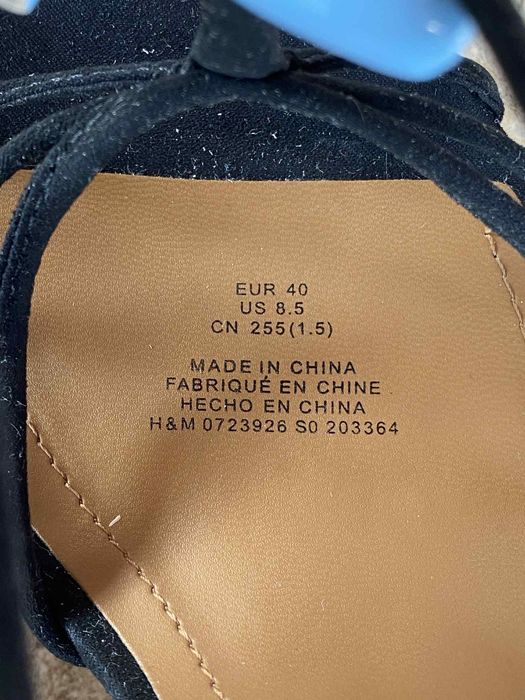 EUR 40
US 8.5
CN 255(1.5)
MADE IN CHINA
FABRIQUÉ EN CHINE
HECHO EN CHINA
H&M 0723926 S0 203364